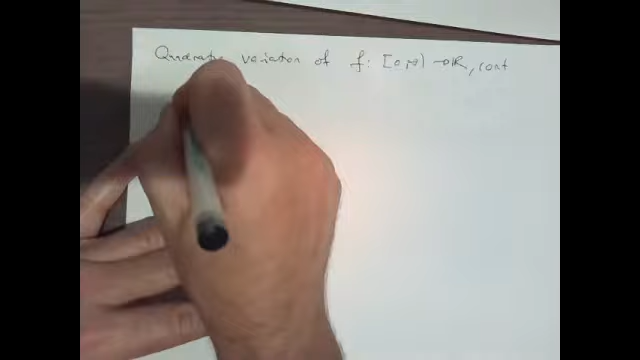 Quadratic variation of f: [0,∞) → ℝ, cont